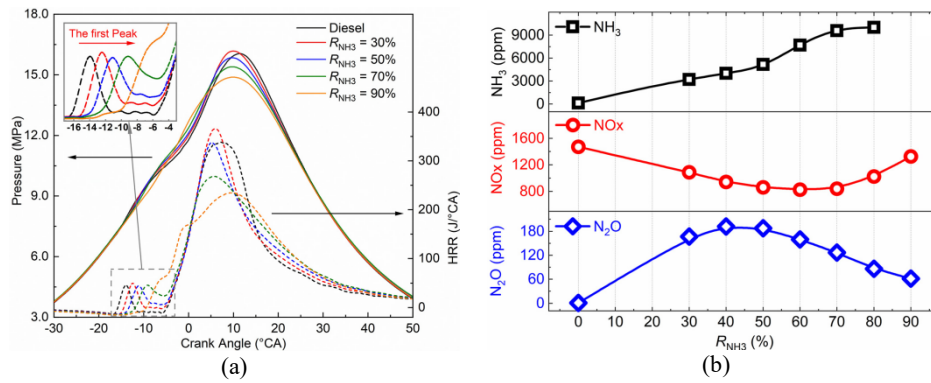 (a)
The first Peak
-16 -14 -12 -10 -8 -6 -4
Diesel
R_NH3 = 30%
R_NH3 = 50%
R_NH3 = 70%
R_NH3 = 90%
18.0
15.0
12.0
9.0
6.0
3.0
Pressure (MPa)
400
300
200
100
0
HRR (J/°CA)
-30 -20 -10 0 10 20 30 40 50
Crank Angle (°CA)
(a)
(b)
NH₃
9000
6000
3000
0
NH₃ (ppm)
NOx
1600
1200
800
NOx (ppm)
N₂O
180
120
60
0
N₂O (ppm)
0 10 20 30 40 50 60 70 80 90
R_NH3 (%)
(b)